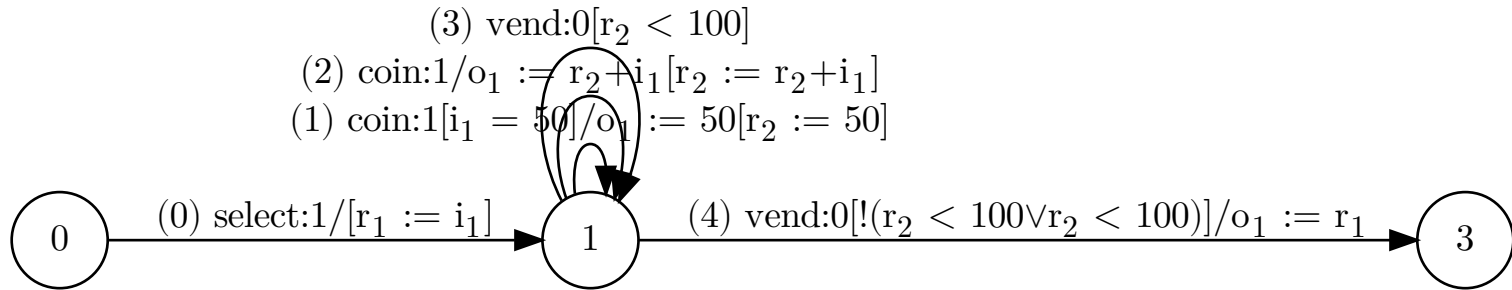 (3) vend:0[r₂ < 100]
(2) coin:1/o₁ := r₂+i₁[r₂ := r₂+i₁]
(1) coin:1[i₁ = 50]/o₁ := 50[r₂ := 50]
0
(0) select:1/[r₁ := i₁]
1
(4) vend:0[!(r₂ < 100∨r₂ < 100)]/o₁ := r₁
3